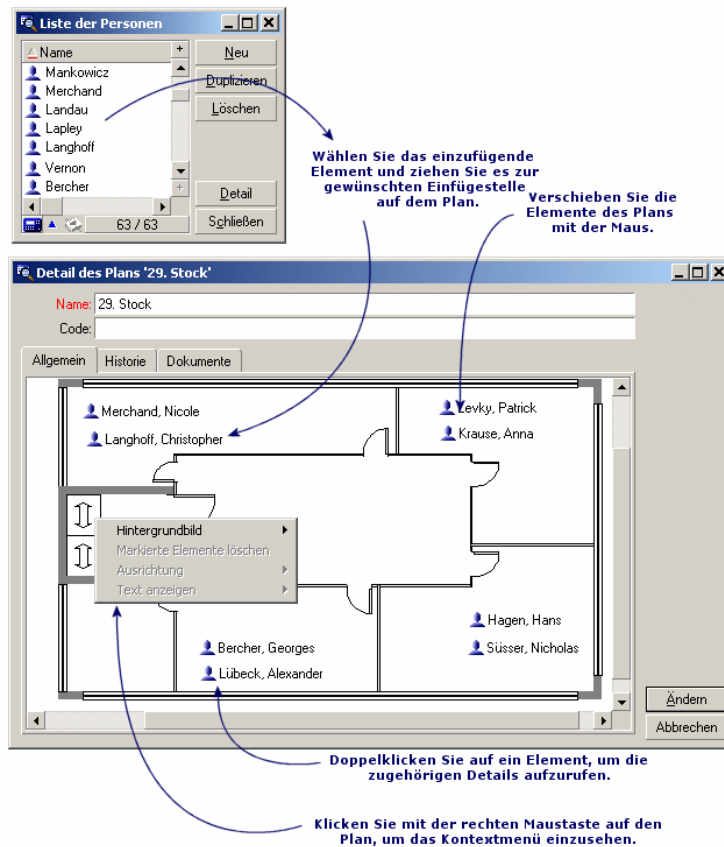 Liste der Personen
Name
+
Neu
Mankowicz
Duplizieren
Merchand
Landau
Löschen
Lapley
Langhoff
Vernon
Bercher
+
Detail
63 / 63
Schließen
Wählen Sie das einzufügende
Element und ziehen Sie es zur
gewünschten Einfügestelle
auf dem Plan.
Verschieben Sie die
Elemente des Plans
mit der Maus.
Detail des Plans '29. Stock'
Name: 29. Stock
Code:
Allgemein Historie Dokumente
Merchand, Nicole
Langhoff, Christopher
Levky, Patrick
Krause, Anna
Hintergrundbild
Markierte Elemente löschen
Ausrichtung
Text anzeigen
Hagen, Hans
Süsser, Nicholas
Bercher, Georges
Lübeck, Alexander
Ändern
Abbrechen
Doppelklicken Sie auf ein Element, um die
zugehörigen Details aufzurufen.
Klicken Sie mit der rechten Maustaste auf den
Plan, um das Kontextmenü einzusehen.